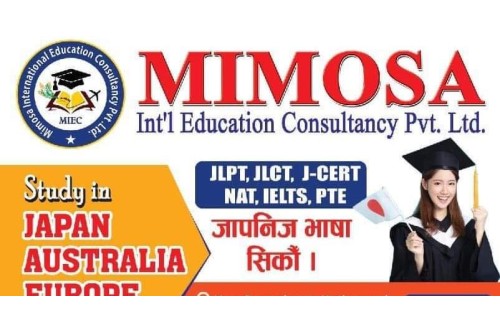 Mimosa International Education Consultancy Pvt. Ltd.
MIEC
MIMOSA
Int'l Education Consultancy Pvt. Ltd.
JLPT, JLCT, J-CERT
NAT, IELTS, PTE
Study in
JAPAN
AUSTRALIA
EUROPE
जापनिज भाषा
सिकौं ।